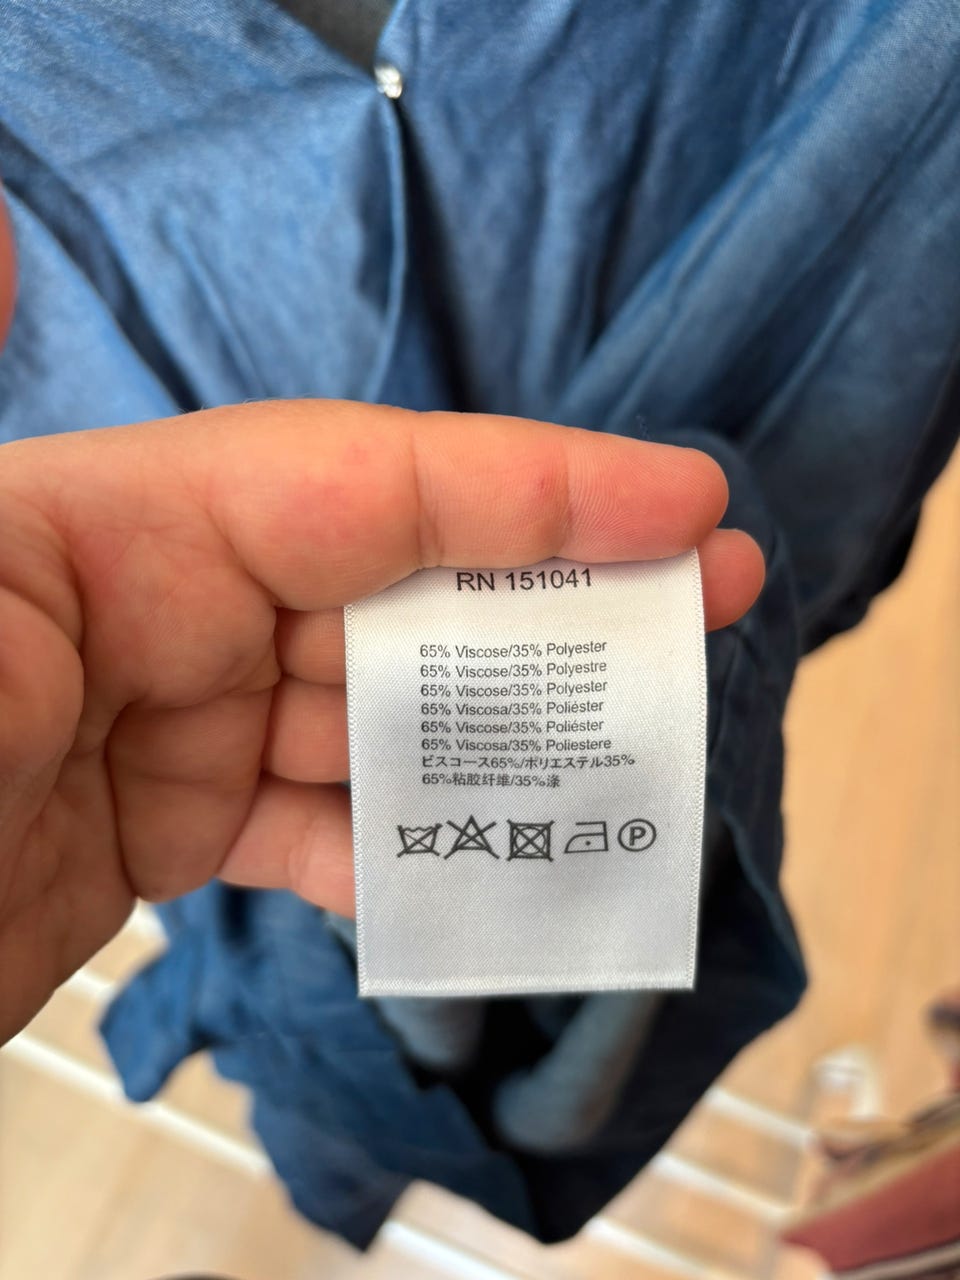 RN 151041
65% Viscose/35% Polyester
65% Viscose/35% Polyestre
65% Viscose/35% Polyester
65% Viscosa/35% Poliéster
65% Viscose/35% Poliéster
65% Viscosa/35% Poliestere
ビスコース65%/ポリエステル35%
65%粘胶纤维/35%涤
P